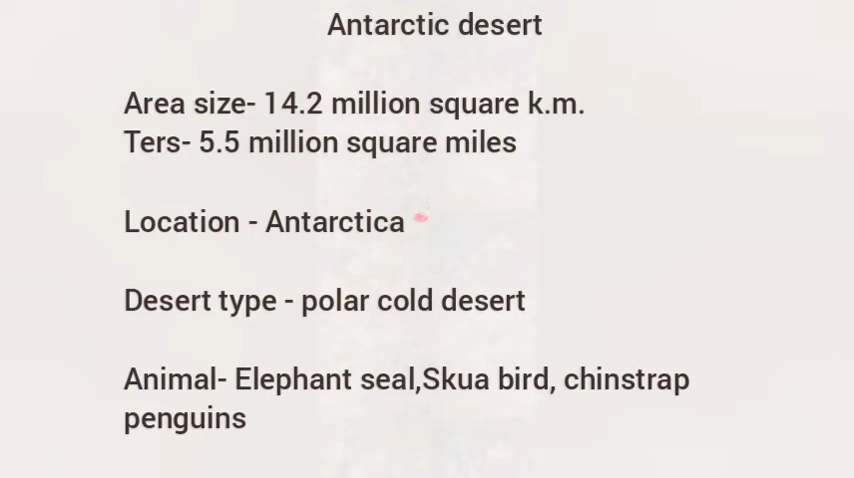 Antarctic desert
Area size- 14.2 million square k.m.
Ters- 5.5 million square miles
Location - Antarctica
Desert type - polar cold desert
Animal- Elephant seal,Skua bird, chinstrap
penguins